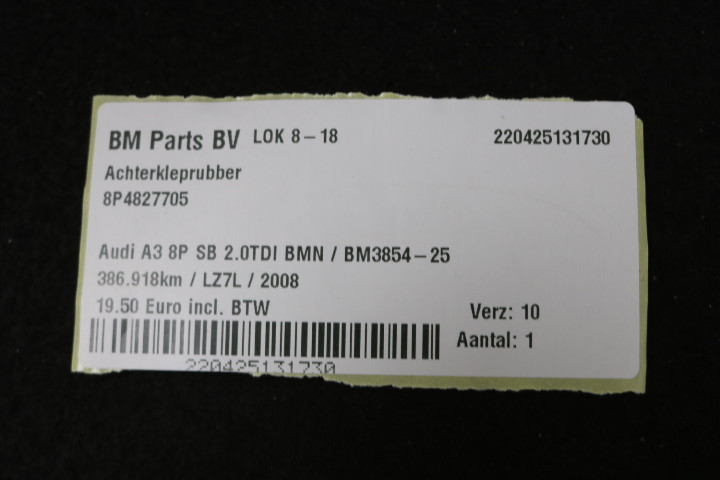 BM Parts BV LOK 8-18 220425131730
Achterkleprubber
8P4827705
Audi A3 8P SB 2.0TDI BMN / BM3854-25
386.918km / LZ7L / 2008
19.50 Euro incl. BTW
Verz: 10
Aantal: 1
220425131730